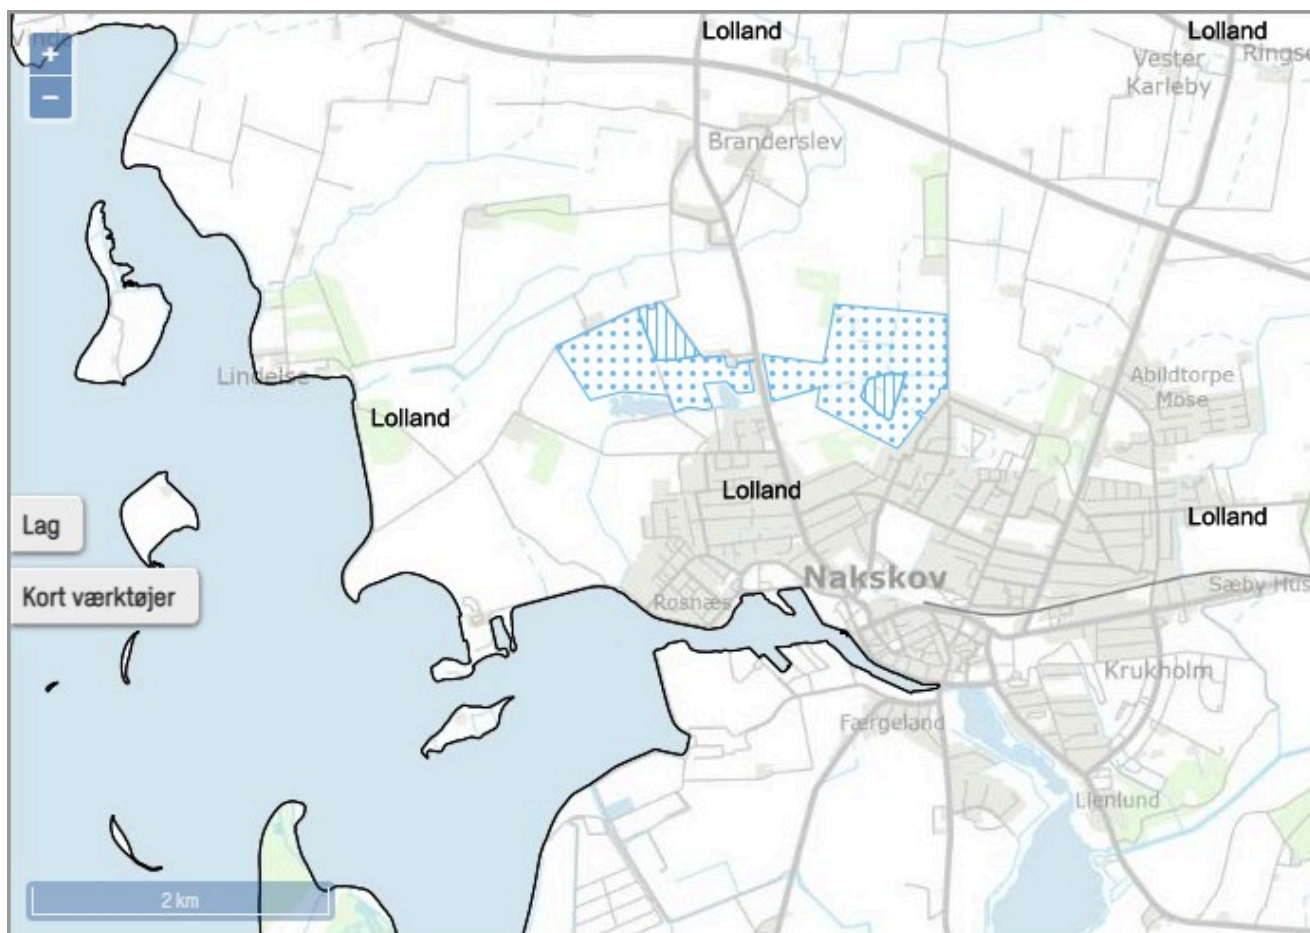 Lolland
Lolland
Vester
Karleby
Ringse
+
−
Branderslev
Lindelse
Lolland
Abildtorpe
Mose
Lolland
Lolland
Lag
Kort værktøjer
Nakskov
Rosnæs
Sæby Hus
Krukholm
Færgeland
Lienlund
2 km